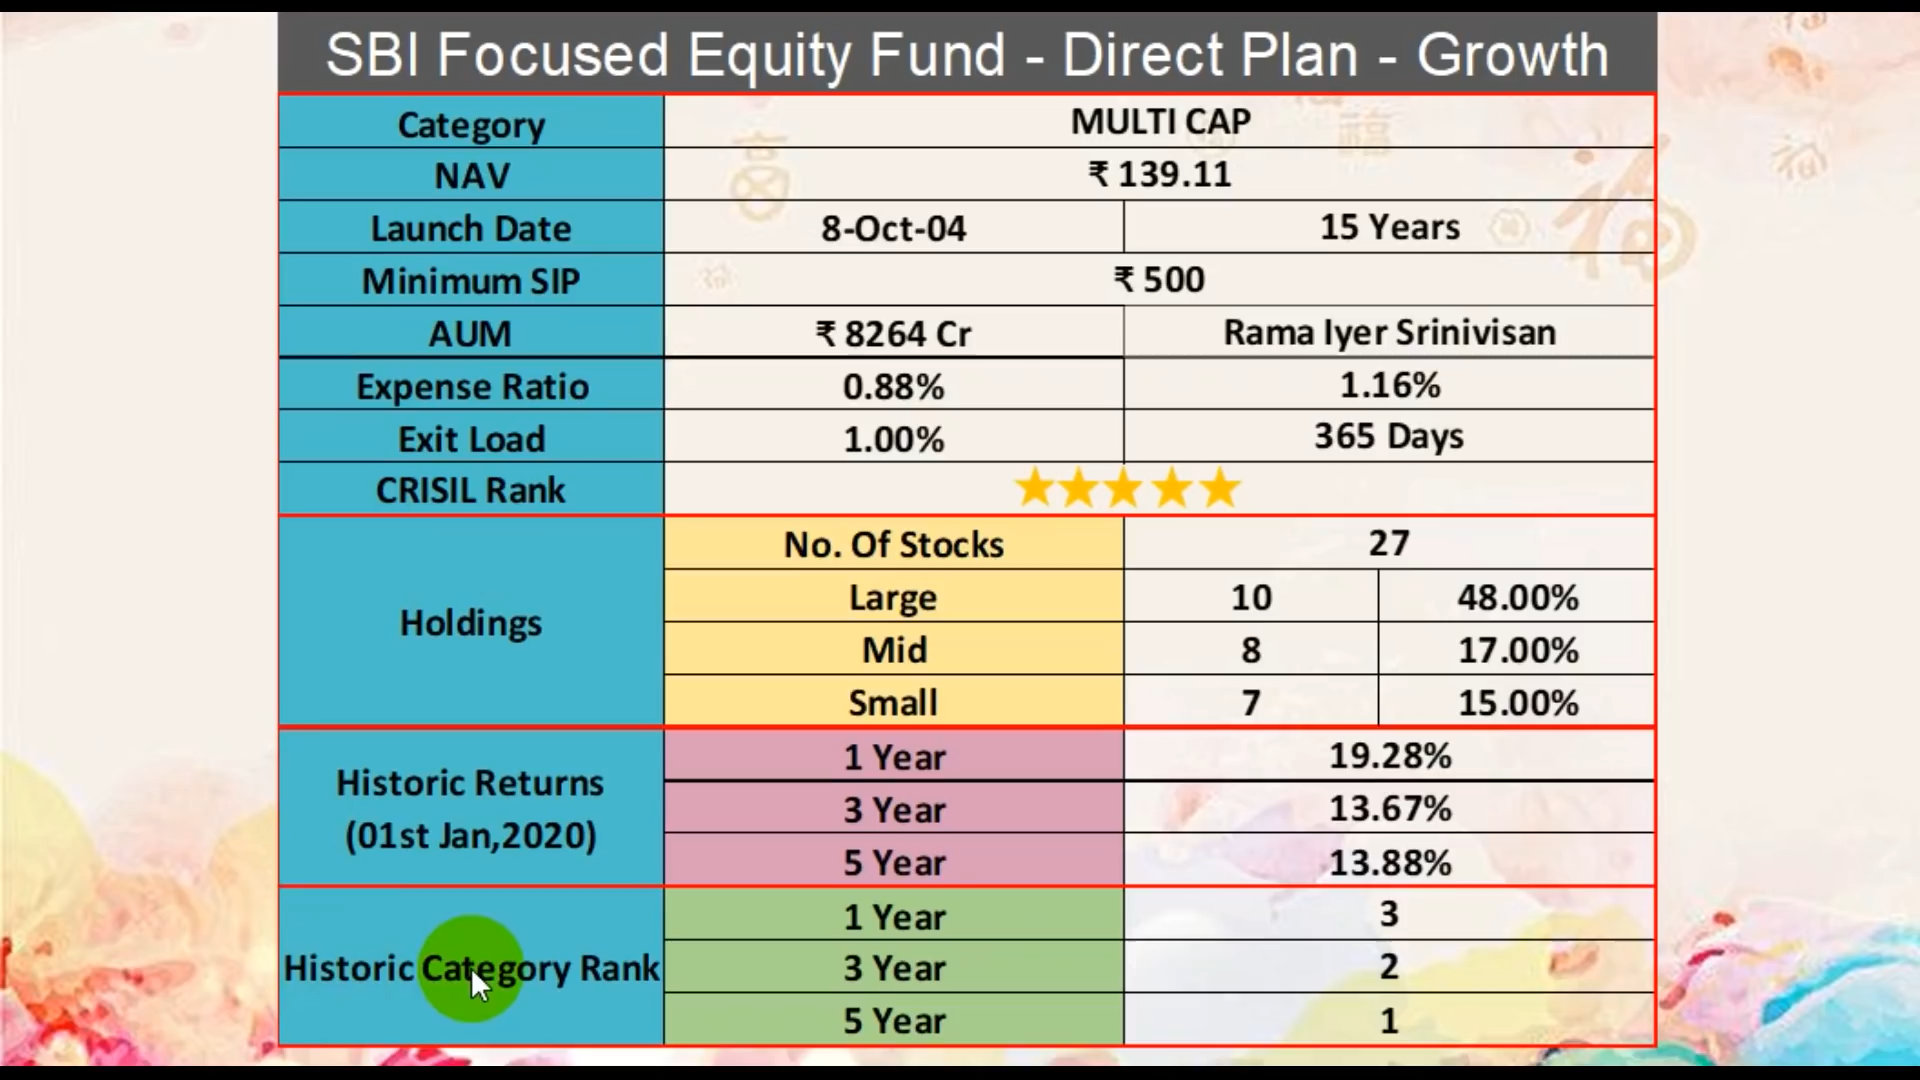 SBI Focused Equity Fund - Direct Plan - Growth
Category MULTI CAP
NAV ₹ 139.11
Launch Date 8-Oct-04 15 Years
Minimum SIP ₹ 500
AUM ₹ 8264 Cr Rama Iyer Srinivisan
Expense Ratio 0.88% 1.16%
Exit Load 1.00% 365 Days
CRISIL Rank
Holdings
No. Of Stocks 27
Large 10 48.00%
Mid 8 17.00%
Small 7 15.00%
Historic Returns
(01st Jan,2020)
1 Year 19.28%
3 Year 13.67%
5 Year 13.88%
Historic Category Rank
1 Year 3
3 Year 2
5 Year 1
福